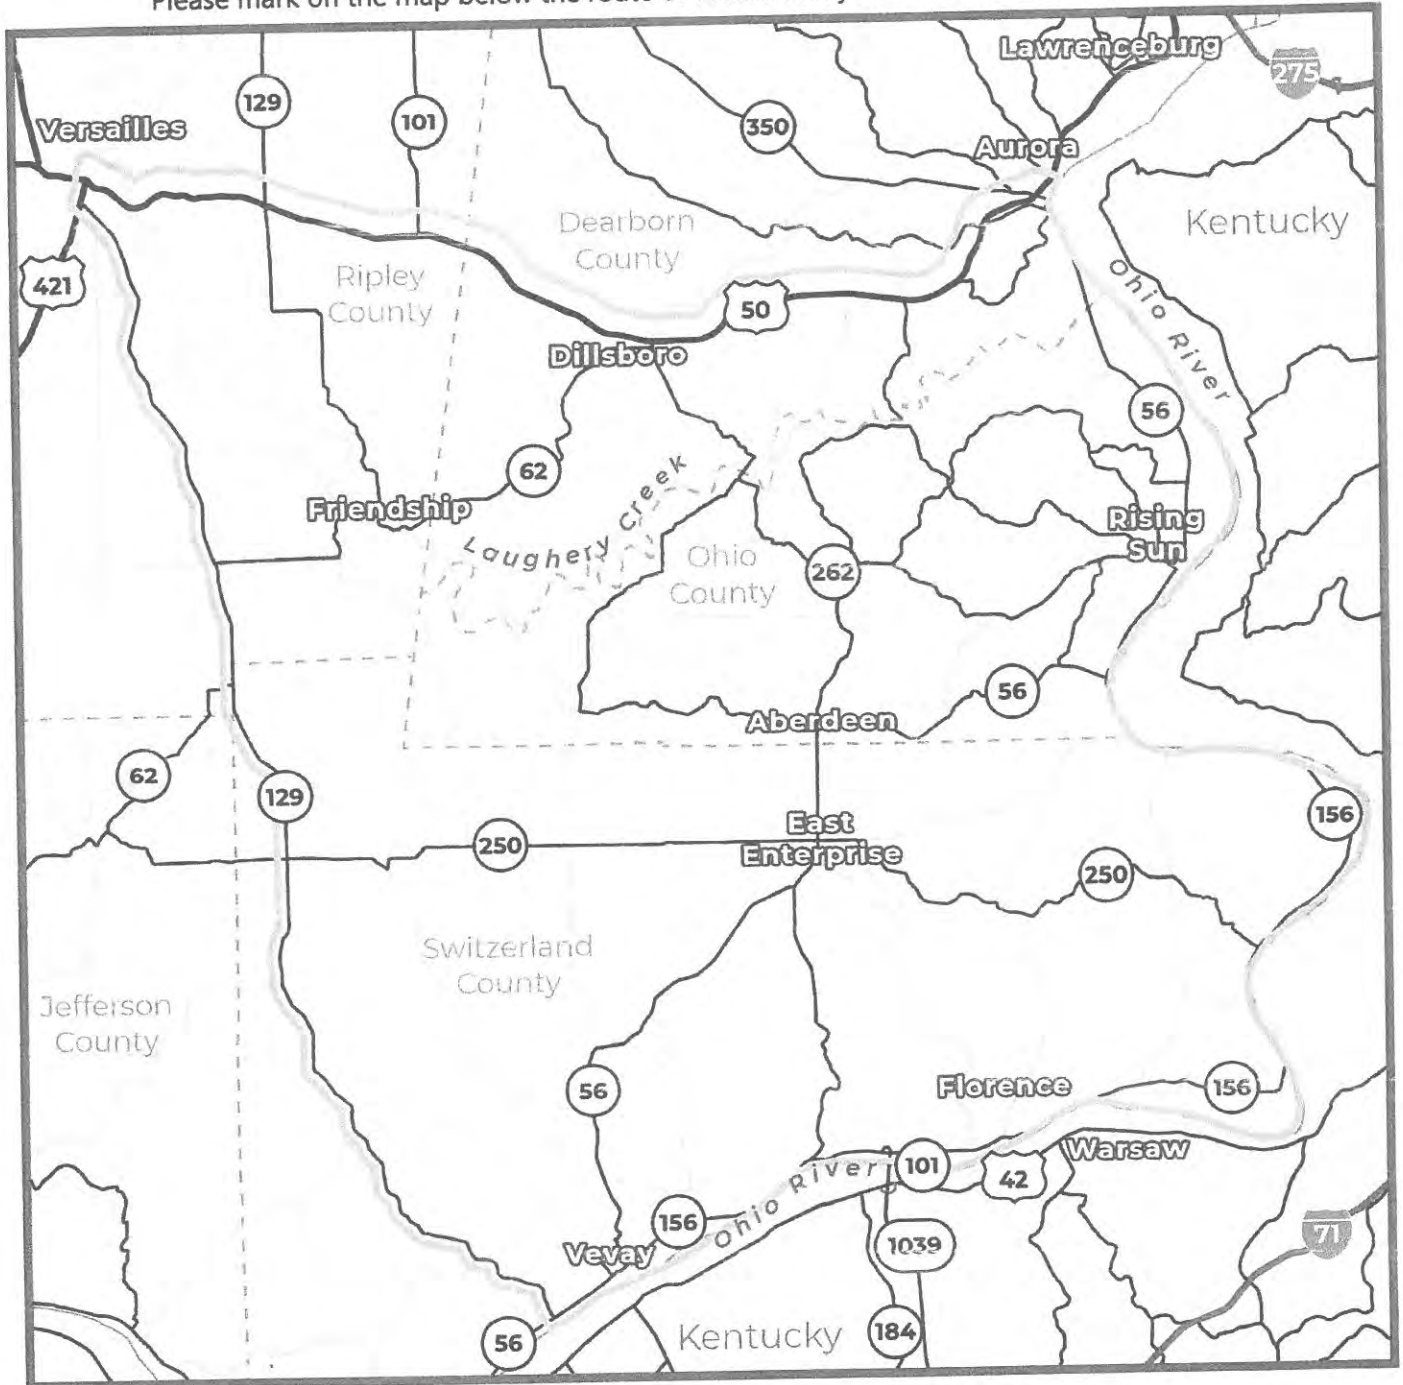 Please mark on the map below the route
Lawrenceburg
275
129
101
350
Versailles
Aurora
Dearborn
County
Kentucky
421
Ripley
County
50
Ohio River
Dillsboro
56
62
Friendship
Laughery Creek
Rising
Sun
Ohio
County
262
56
Aberdeen
62
129
156
East
Enterprise
250
250
Switzerland
County
Jefferson
County
56
Florence
156
Warsaw
101
42
Ohio River
156
Vevay
1039
71
56
Kentucky
184